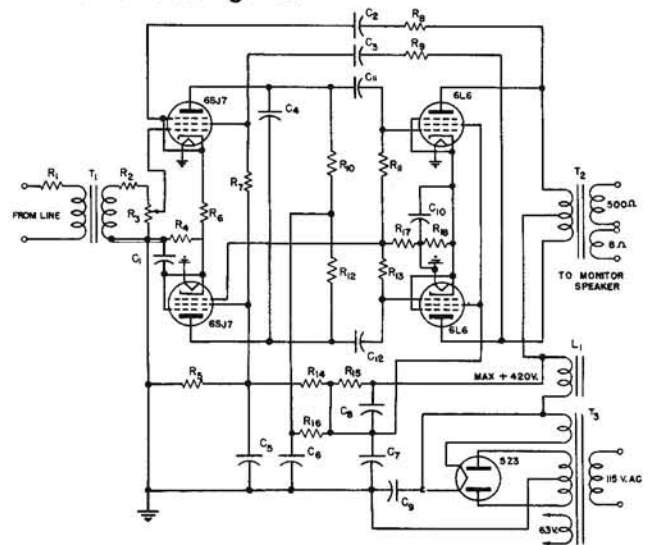 C2
R8
C3
R9
C11
6SJ7
6L6
C4
R1
T1
R2
R3
R4
R6
R7
R10
R11
C10
R17
R18
T2
500Ω
8Ω
FROM LINE
C1
R12
R13
TO MONITOR
SPEAKER
6SJ7
6L6
C12
R5
R14
R15
L1
MAX + 420V.
C8
T3
R16
C5
C6
C7
5Z3
115 V. AC
C9
6.3V.